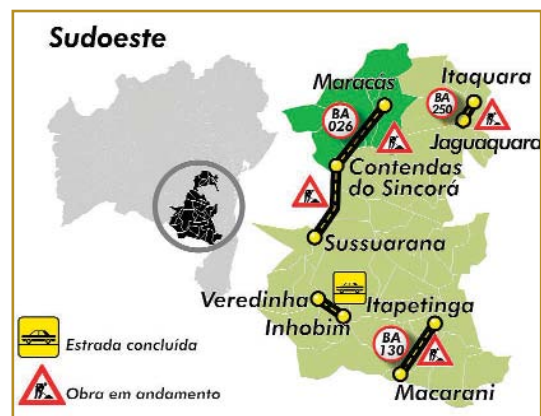 Sudoeste
Maracás
Itaquara
BA
026
BA
250
Jaguaquara
Contendas
do Sincorá
Sussuarana
Veredinha
Inhobim
Itapetinga
BA
130
Macarani
Estrada concluída
Obra em andamento